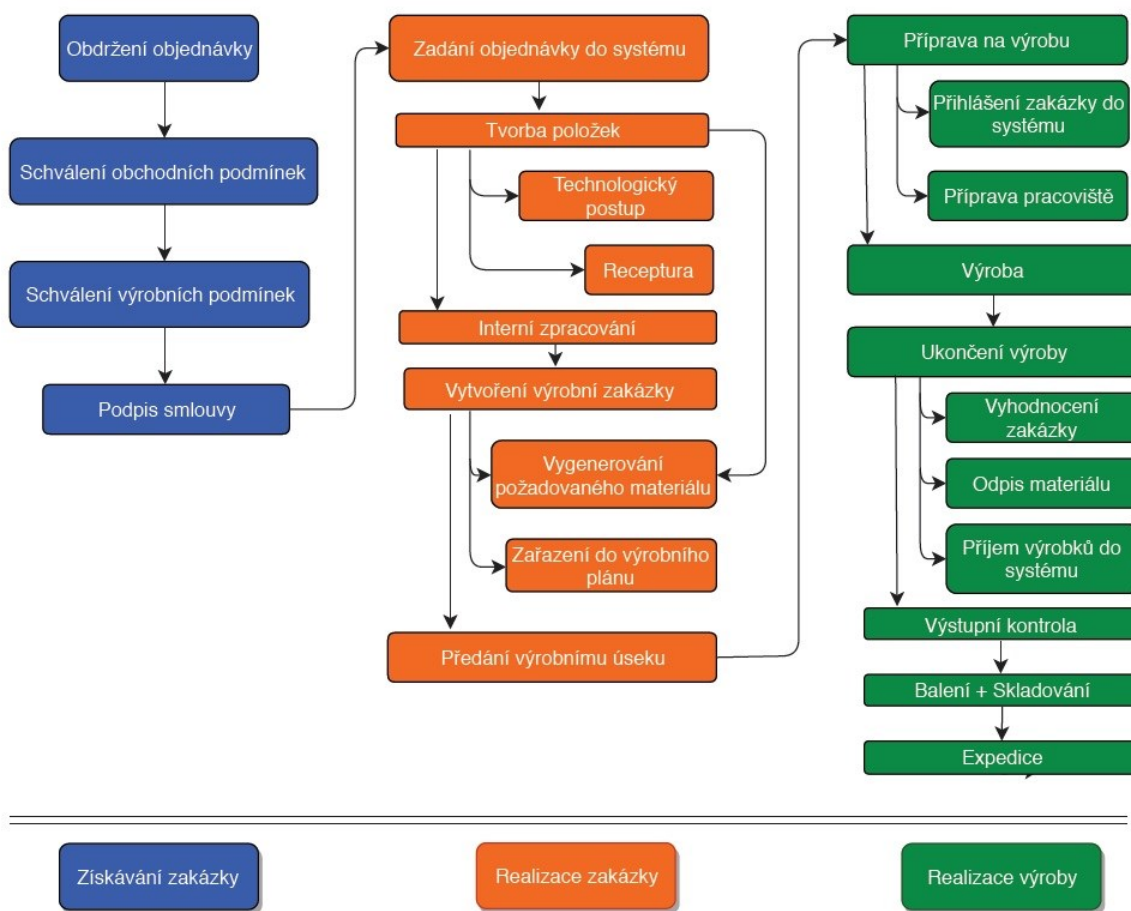 Obdržení objednávky
Schválení obchodních podmínek
Schválení výrobních podmínek
Podpis smlouvy
Zadání objednávky do systému
Tvorba položek
Technologický
postup
Receptura
Interní zpracování
Vytvoření výrobní zakázky
Vygenerování
požadovaného materiálu
Zařazení do výrobního
plánu
Předání výrobnímu úseku
Příprava na výrobu
Přihlášení zakázky do
systému
Příprava pracoviště
Výroba
Ukončení výroby
Vyhodnocení
zakázky
Odpis materiálu
Příjem výrobků do
systému
Výstupní kontrola
Balení + Skladování
Expedice
Získávání zakázky
Realizace zakázky
Realizace výroby